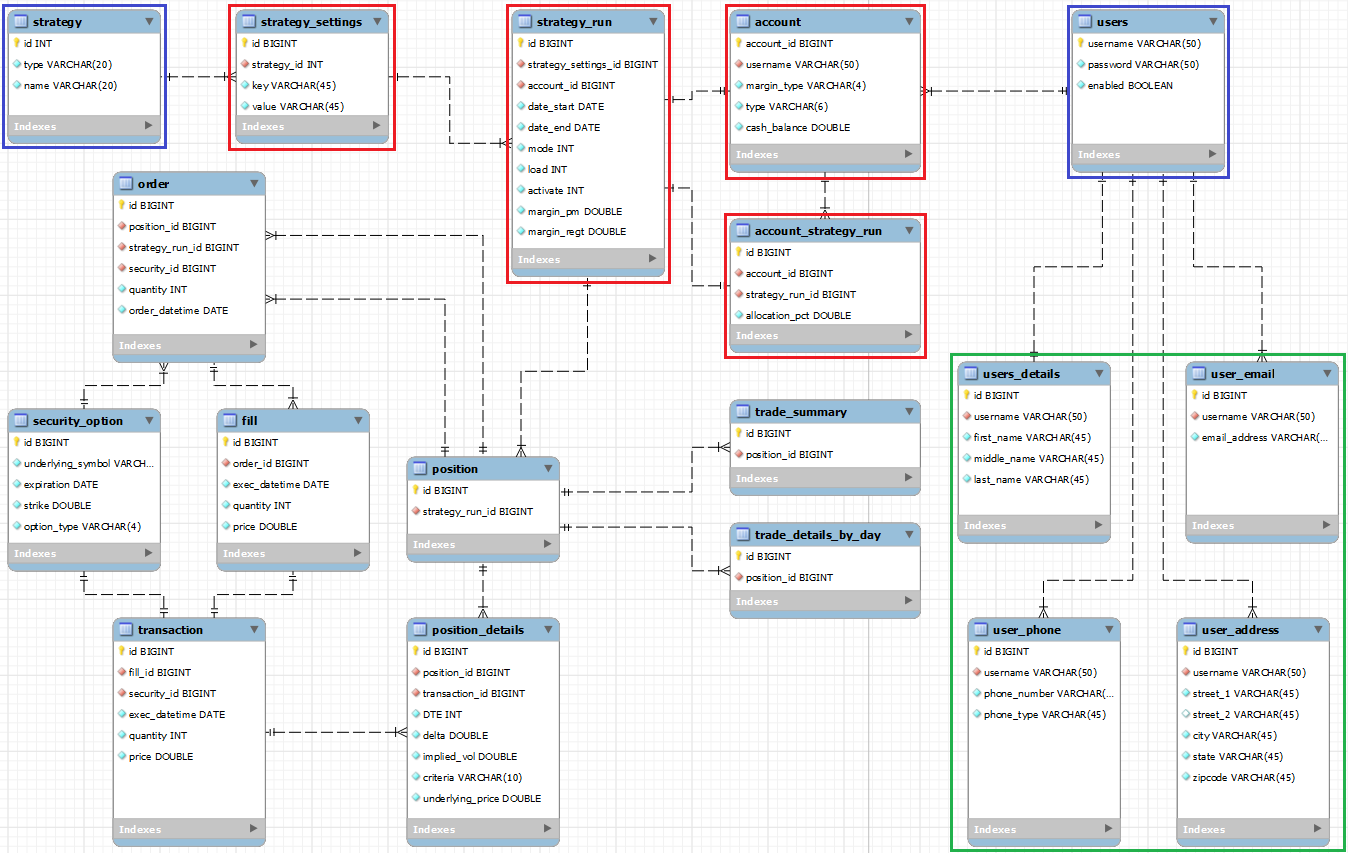 strategy
id INT
type VARCHAR(20)
name VARCHAR(20)
Indexes
strategy_settings
id BIGINT
strategy_id INT
key VARCHAR(45)
value VARCHAR(45)
Indexes
strategy_run
id BIGINT
strategy_settings_id BIGINT
account_id BIGINT
date_start DATE
date_end DATE
mode INT
load INT
activate INT
margin_pm DOUBLE
margin_regt DOUBLE
Indexes
account
account_id BIGINT
username VARCHAR(50)
margin_type VARCHAR(4)
type VARCHAR(6)
cash_balance DOUBLE
Indexes
users
username VARCHAR(50)
password VARCHAR(50)
enabled BOOLEAN
Indexes
order
id BIGINT
position_id BIGINT
strategy_run_id BIGINT
security_id BIGINT
quantity INT
order_datetime DATE
Indexes
account_strategy_run
id BIGINT
account_id BIGINT
strategy_run_id BIGINT
allocation_pct DOUBLE
Indexes
security_option
id BIGINT
underlying_symbol VARCH...
expiration DATE
strike DOUBLE
option_type VARCHAR(4)
Indexes
fill
id BIGINT
order_id BIGINT
exec_datetime DATE
quantity INT
price DOUBLE
Indexes
position
id BIGINT
strategy_run_id BIGINT
Indexes
trade_summary
id BIGINT
position_id BIGINT
Indexes
trade_details_by_day
id BIGINT
position_id BIGINT
Indexes
users_details
id BIGINT
username VARCHAR(50)
first_name VARCHAR(45)
middle_name VARCHAR(45)
last_name VARCHAR(45)
Indexes
user_email
id BIGINT
username VARCHAR(50)
email_address VARCHAR(...
Indexes
transaction
id BIGINT
fill_id BIGINT
security_id BIGINT
exec_datetime DATE
quantity INT
price DOUBLE
Indexes
position_details
id BIGINT
position_id BIGINT
transaction_id BIGINT
DTE INT
delta DOUBLE
implied_vol DOUBLE
criteria VARCHAR(10)
underlying_price DOUBLE
Indexes
user_phone
id BIGINT
username VARCHAR(50)
phone_number VARCHAR(...
phone_type VARCHAR(45)
Indexes
user_address
id BIGINT
username VARCHAR(50)
street_1 VARCHAR(45)
street_2 VARCHAR(45)
city VARCHAR(45)
state VARCHAR(45)
zipcode VARCHAR(45)
Indexes